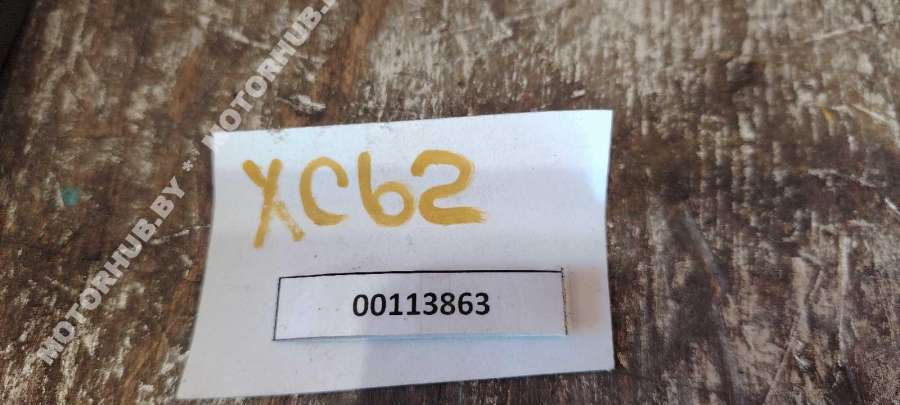 XC62
00113863
MOTORHUB.BY * MOTORHUB.